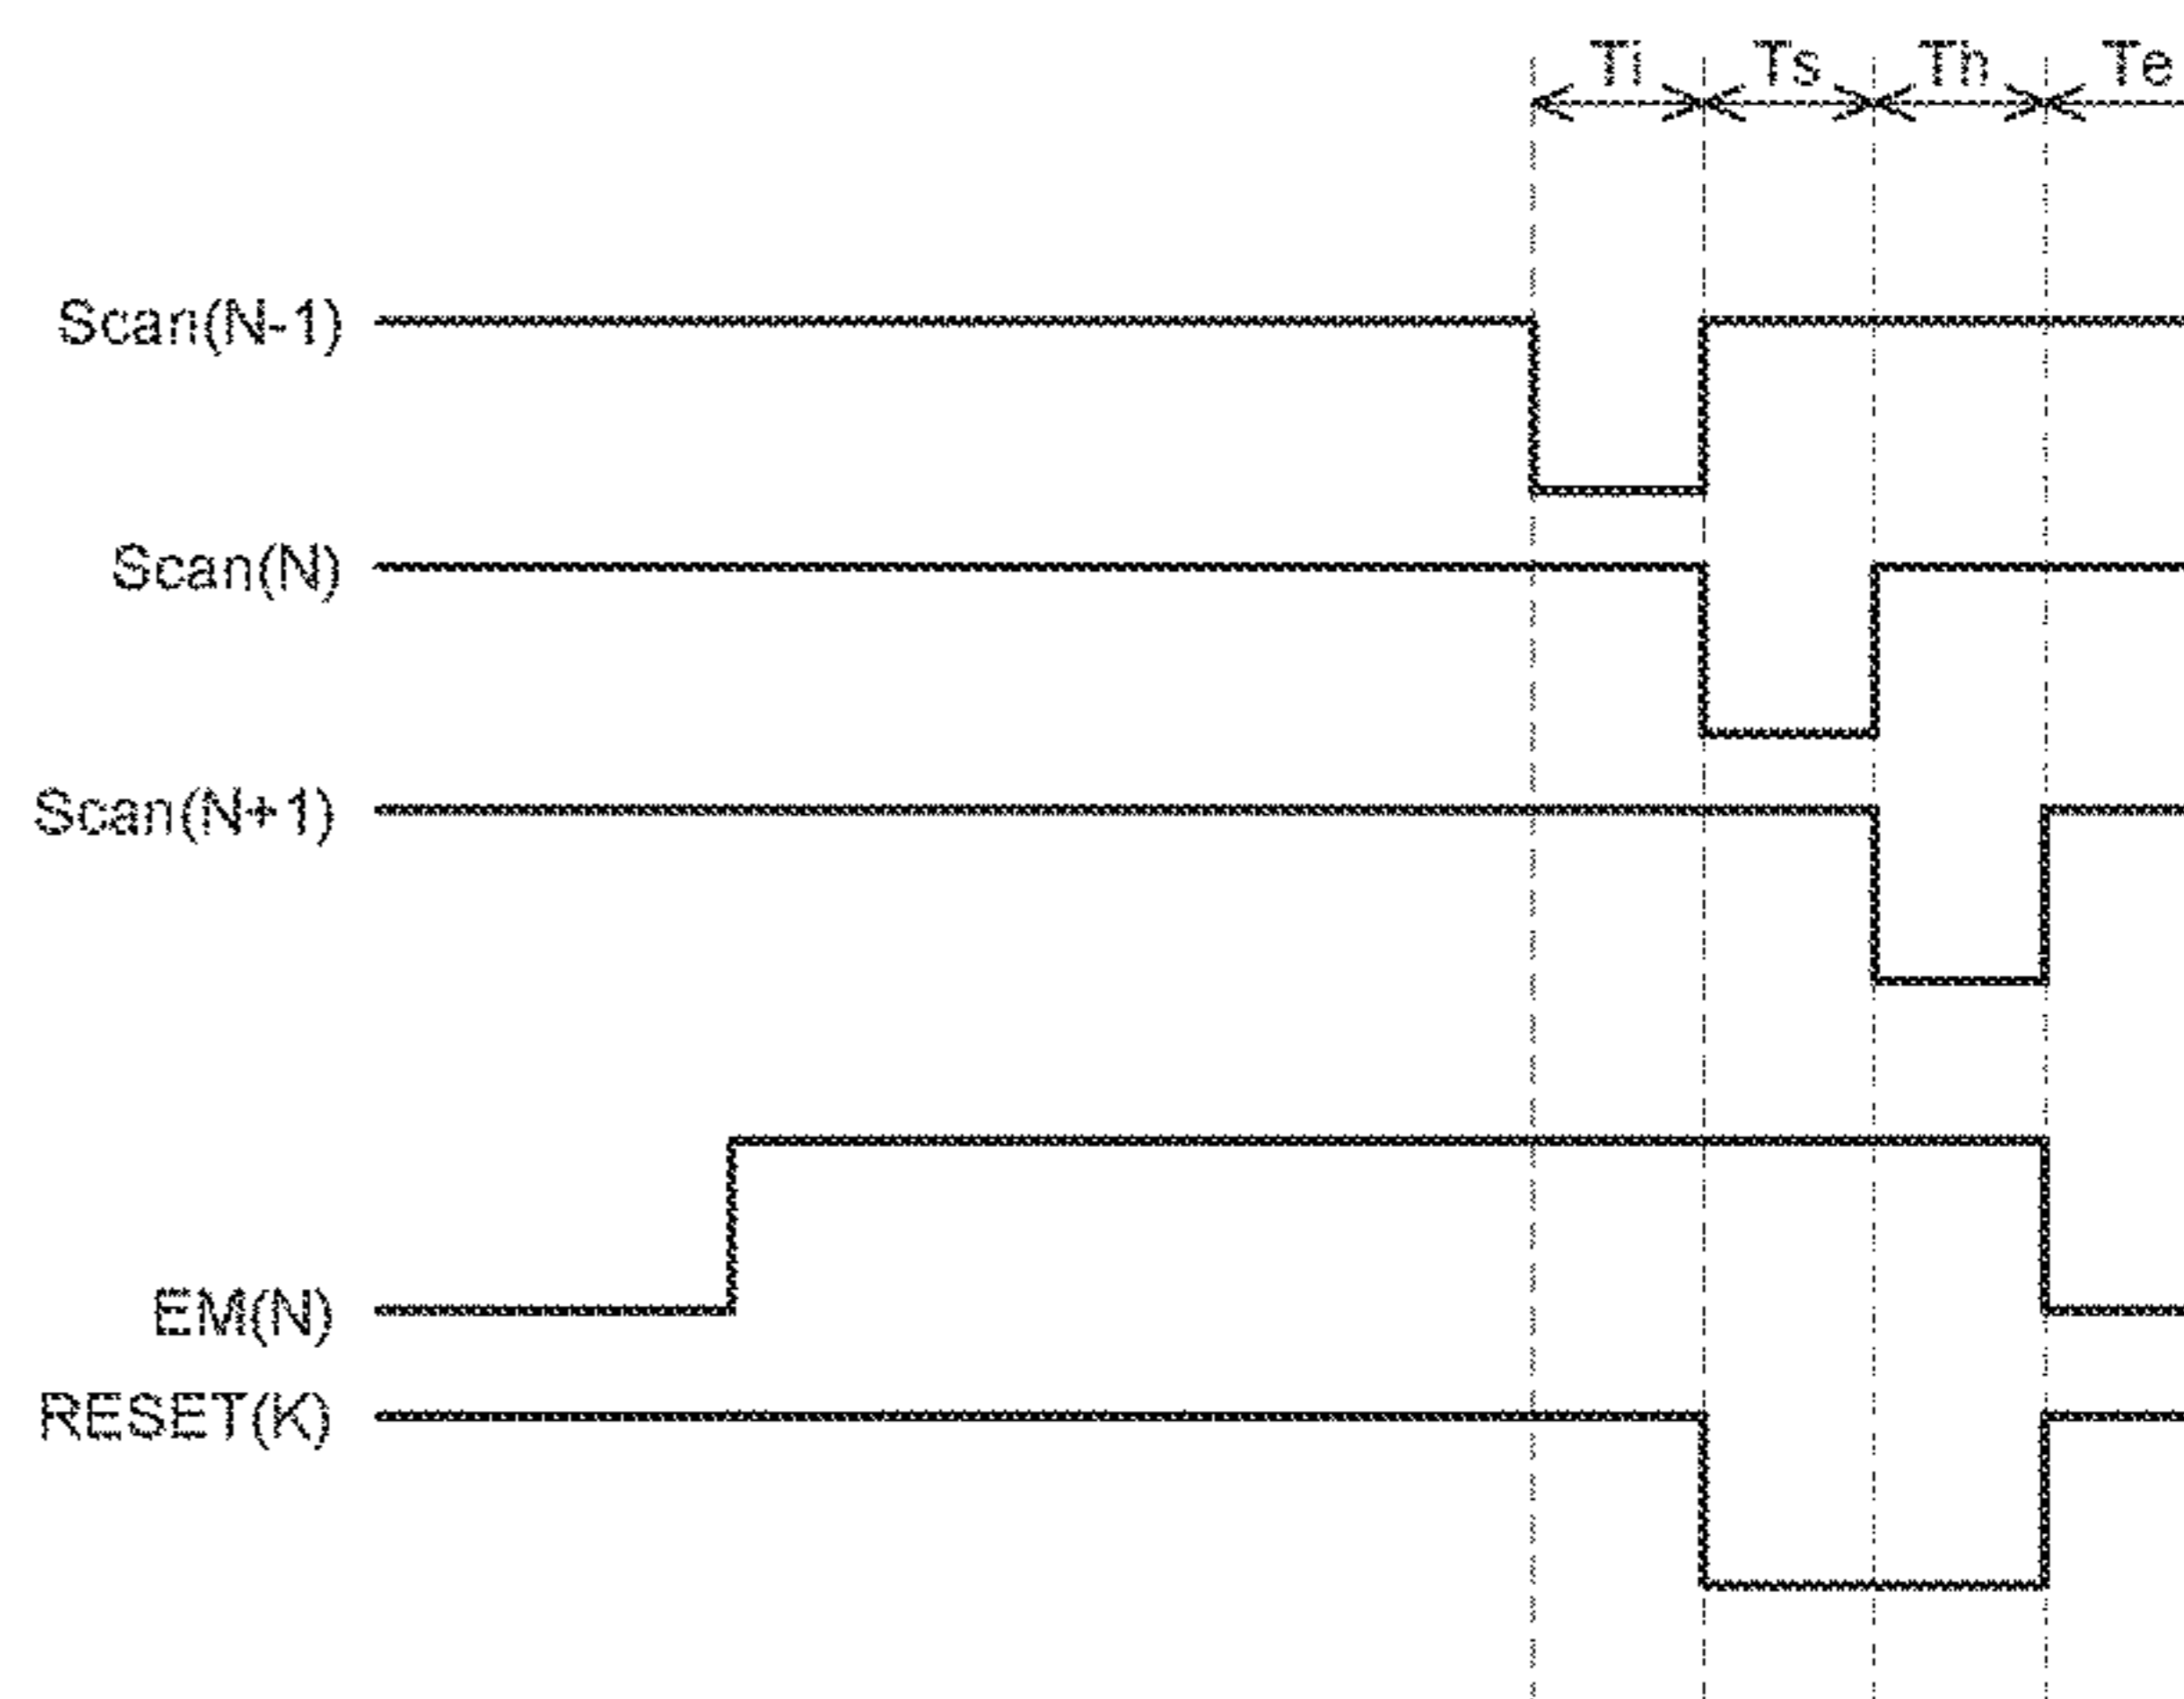 Ti Ts Th Te
Scan(N-1)
Scan(N)
Scan(N+1)
EM(N)
RESET(K)